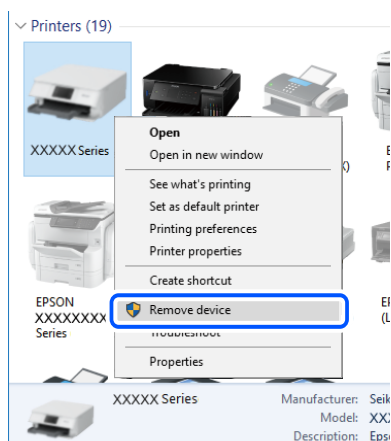 Printers (19)
XXXXX Series
Open
Open in new window
See what's printing
Set as default printer
Printing preferences
Printer properties
Create shortcut
Remove device
Troubleshoot
Properties
EPSON
XXXXXXXX
Series
XXXXX Series
Manufacturer:
Model:
Description: